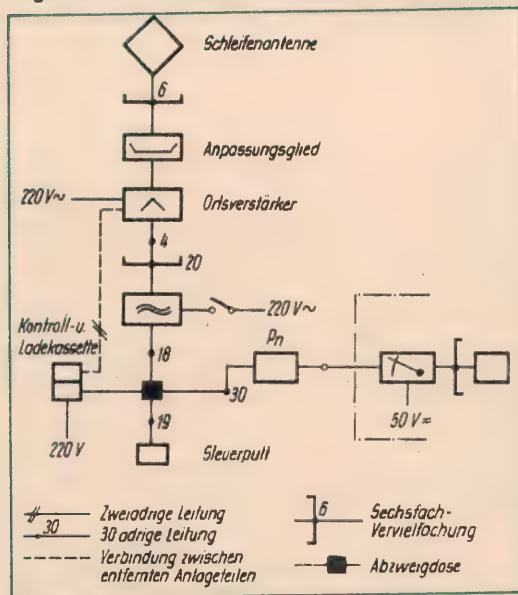 Schleifenantenne
6
Anpassungsglied
220 V~
Ortsverstärker
4
20
220 V~
Kontroll-u.
Ladekassette
18
Pn
30
50 V=
19
220 V
Steuerpult
Zweiadrige Leitung
30
30 adrige Leitung
Verbindung zwischen
entfernten Anlageteilen
6
Sechsfach-
Vervielfachung
Abzweigdose